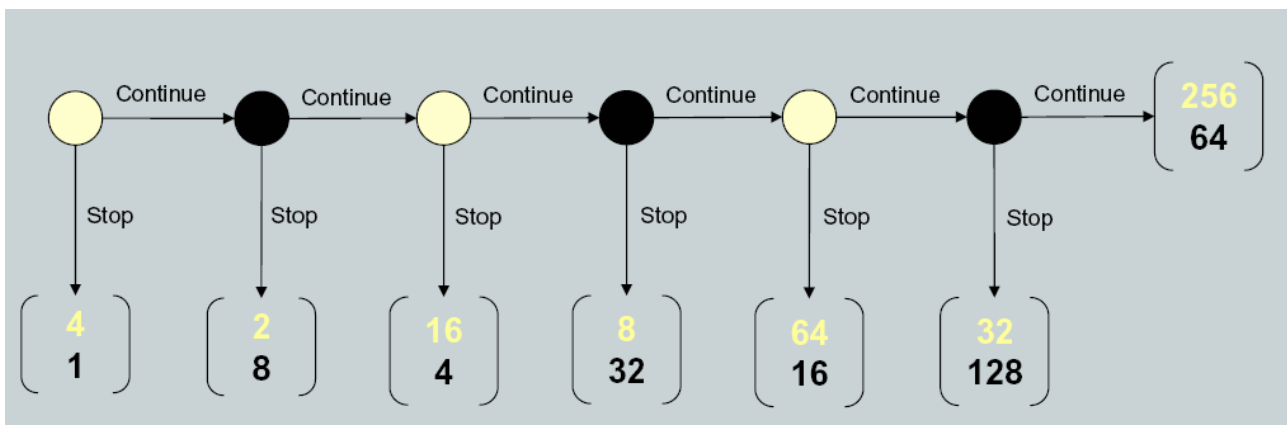 Continue Continue Continue Continue Continue Continue
256
64
Stop Stop Stop Stop Stop Stop
4 2 16 8 64 32
1 8 4 32 16 128